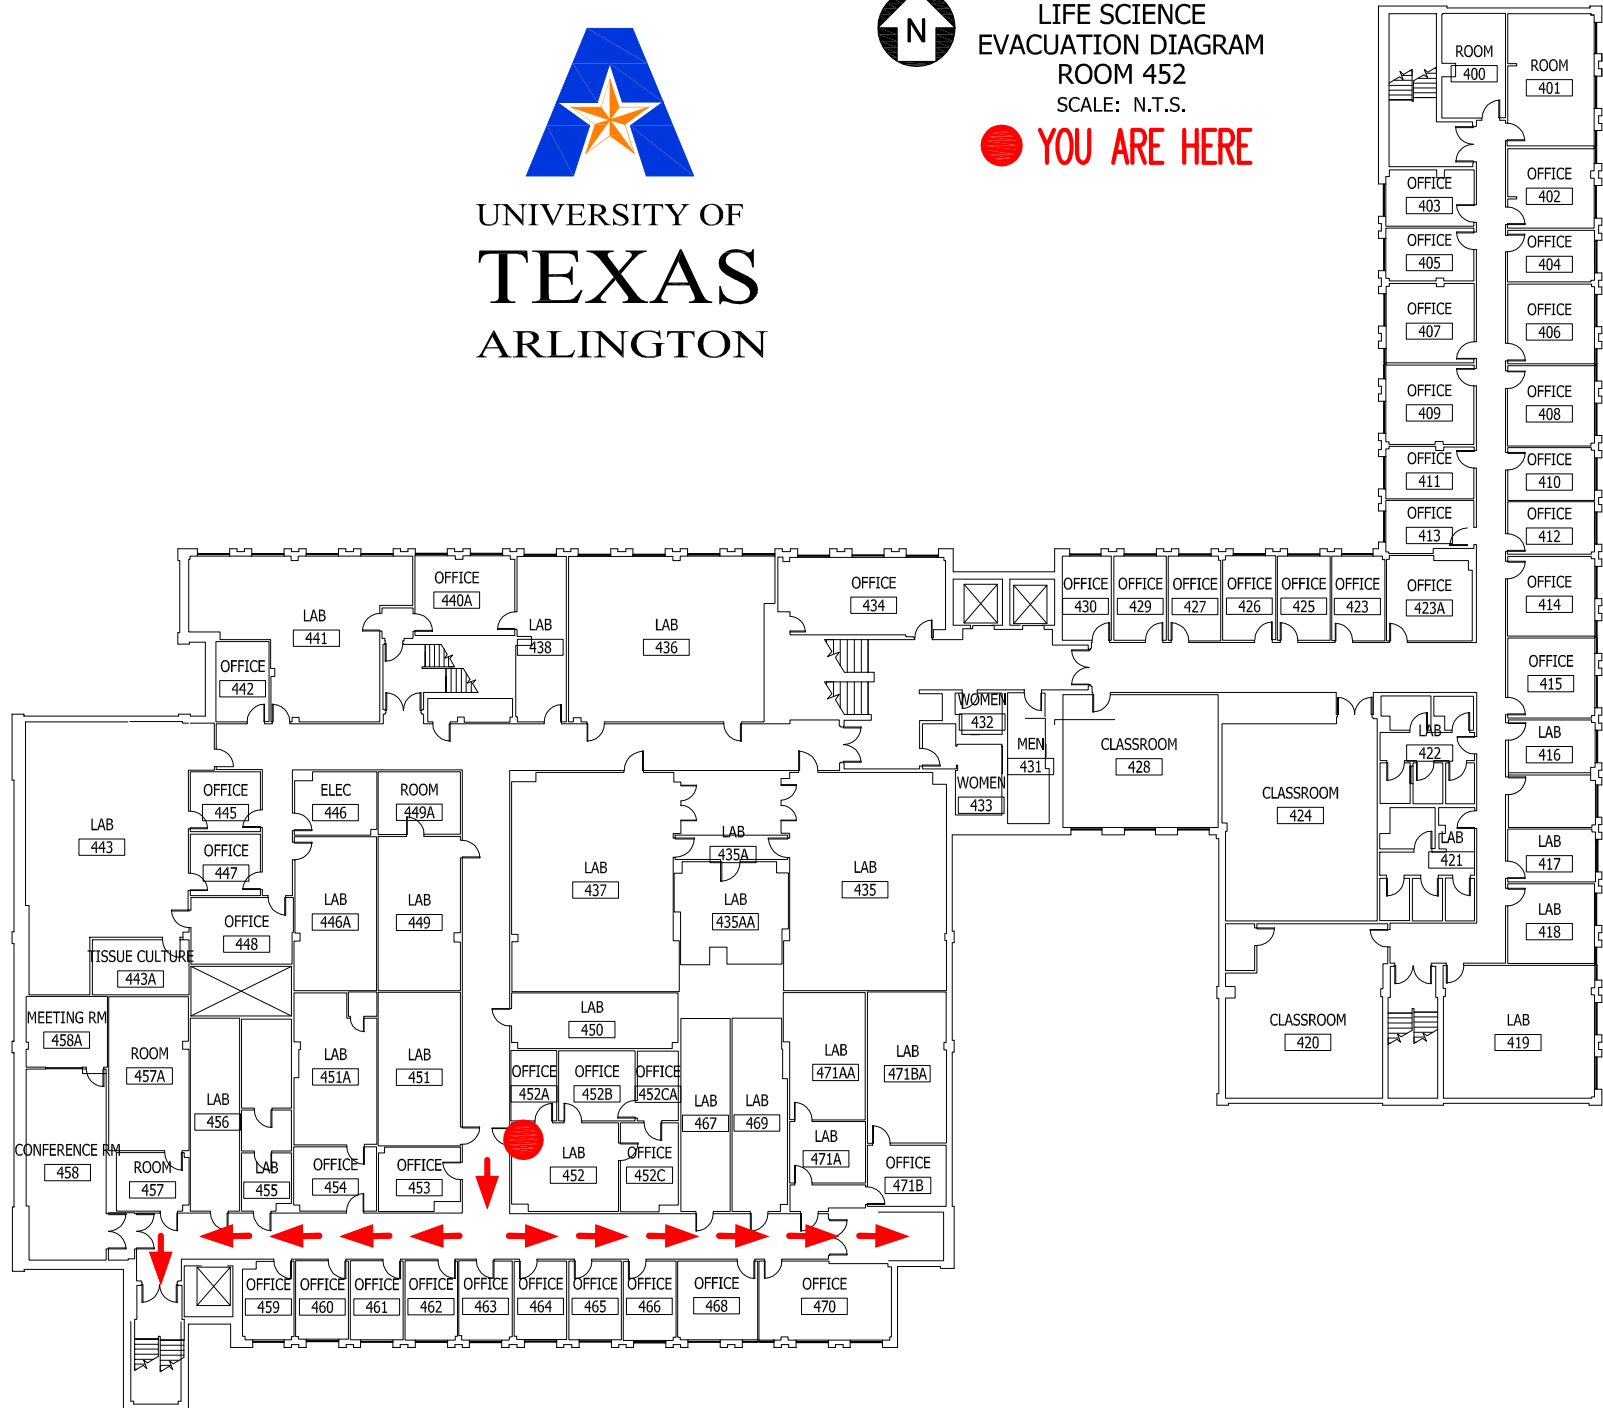 N
LIFE SCIENCE
EVACUATION DIAGRAM
ROOM 452
SCALE: N.T.S.
YOU ARE HERE
UNIVERSITY OF
TEXAS
ARLINGTON
ROOM
400
ROOM
401
OFFICE
402
OFFICE
403
OFFICE
404
OFFICE
405
OFFICE
406
OFFICE
407
OFFICE
408
OFFICE
409
OFFICE
410
OFFICE
411
OFFICE
412
OFFICE
413
OFFICE
414
OFFICE
415
LAB
416
LAB
417
LAB
418
LAB
419
CLASSROOM
420
LAB
421
LAB
422
OFFICE
423
OFFICE
423A
CLASSROOM
424
OFFICE
425
OFFICE
426
OFFICE
427
CLASSROOM
428
OFFICE
429
OFFICE
430
MEN
431
WOMEN
432
WOMEN
433
OFFICE
434
LAB
435
LAB
435A
LAB
435AA
LAB
436
LAB
437
LAB
438
OFFICE
440A
LAB
441
OFFICE
442
LAB
443
TISSUE CULTURE
443A
OFFICE
445
ELEC
446
LAB
446A
OFFICE
447
OFFICE
448
LAB
449
ROOM
449A
LAB
450
LAB
451
LAB
451A
LAB
452
OFFICE
452A
OFFICE
452B
OFFICE
452C
OFFICE
452CA
OFFICE
453
OFFICE
454
LAB
455
LAB
456
ROOM
457
ROOM
457A
CONFERENCE RM
458
MEETING RM
458A
OFFICE
459
OFFICE
460
OFFICE
461
OFFICE
462
OFFICE
463
OFFICE
464
OFFICE
465
OFFICE
466
LAB
467
OFFICE
468
LAB
469
OFFICE
470
LAB
471A
LAB
471AA
OFFICE
471B
LAB
471BA